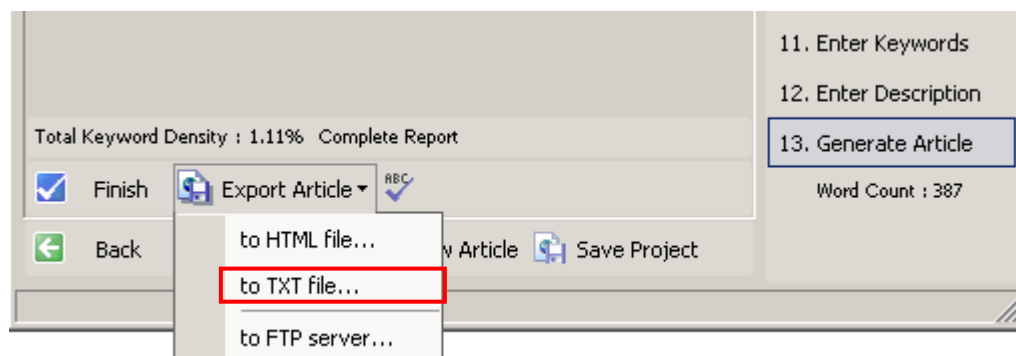 11. Enter Keywords
12. Enter Description
Total Keyword Density : 1.11% Complete Report
13. Generate Article
Finish Export Article ABC
Word Count : 387
Back to HTML file... Article Save Project
to TXT file...
to FTP server...